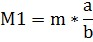 M1 = m * a/b